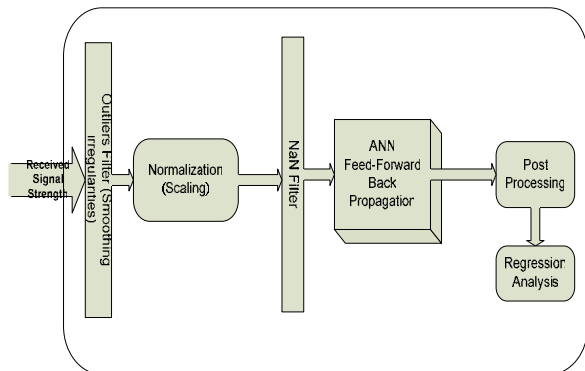 Received
Signal
Strength
Outliers Filter (Smoothing
irregularities)
Normalization
(Scaling)
NaN Filter
ANN
Feed-Forward
Back
Propagation
Post
Processing
Regression
Analysis